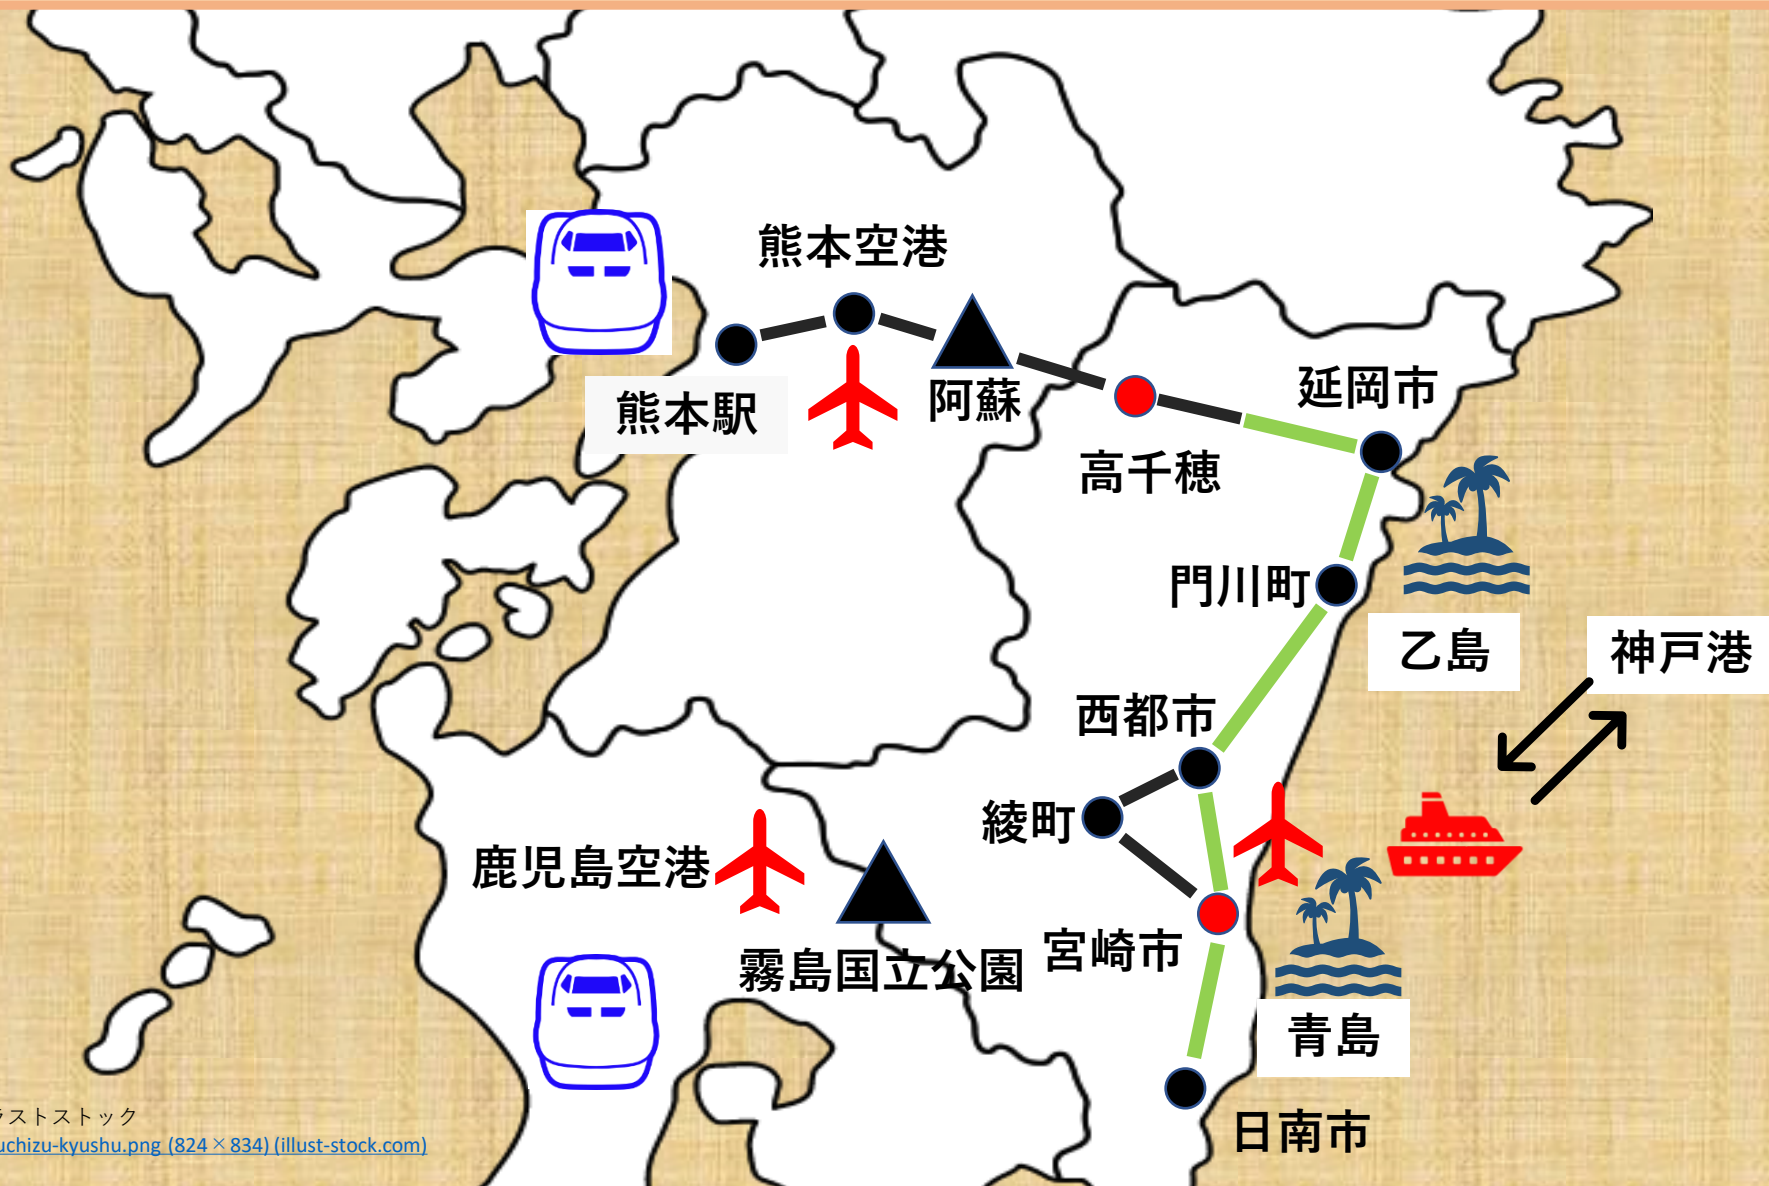 熊本空港
熊本駅
阿蘇
延岡市
高千穂
門川町
乙島
神戸港
西都市
綾町
鹿児島空港
霧島国立公園
宮崎市
青島
日南市
ラストストック
uchizu-kyushu.png (824×834) (illust-stock.com)